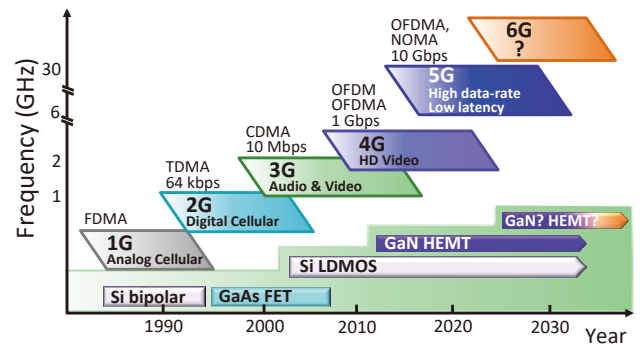 Frequency (GHz)
30
6
2
1
OFDMA,
NOMA
10 Gbps
6G
?
5G
High data-rate
Low latency
OFDM
OFDMA
1 Gbps
4G
HD Video
CDMA
10 Mbps
3G
Audio & Video
TDMA
64 kbps
2G
Digital Cellular
FDMA
1G
Analog Cellular
GaN? HEMT?
GaN HEMT
Si LDMOS
Si bipolar
GaAs FET
1990
2000
2010
2020
2030
Year